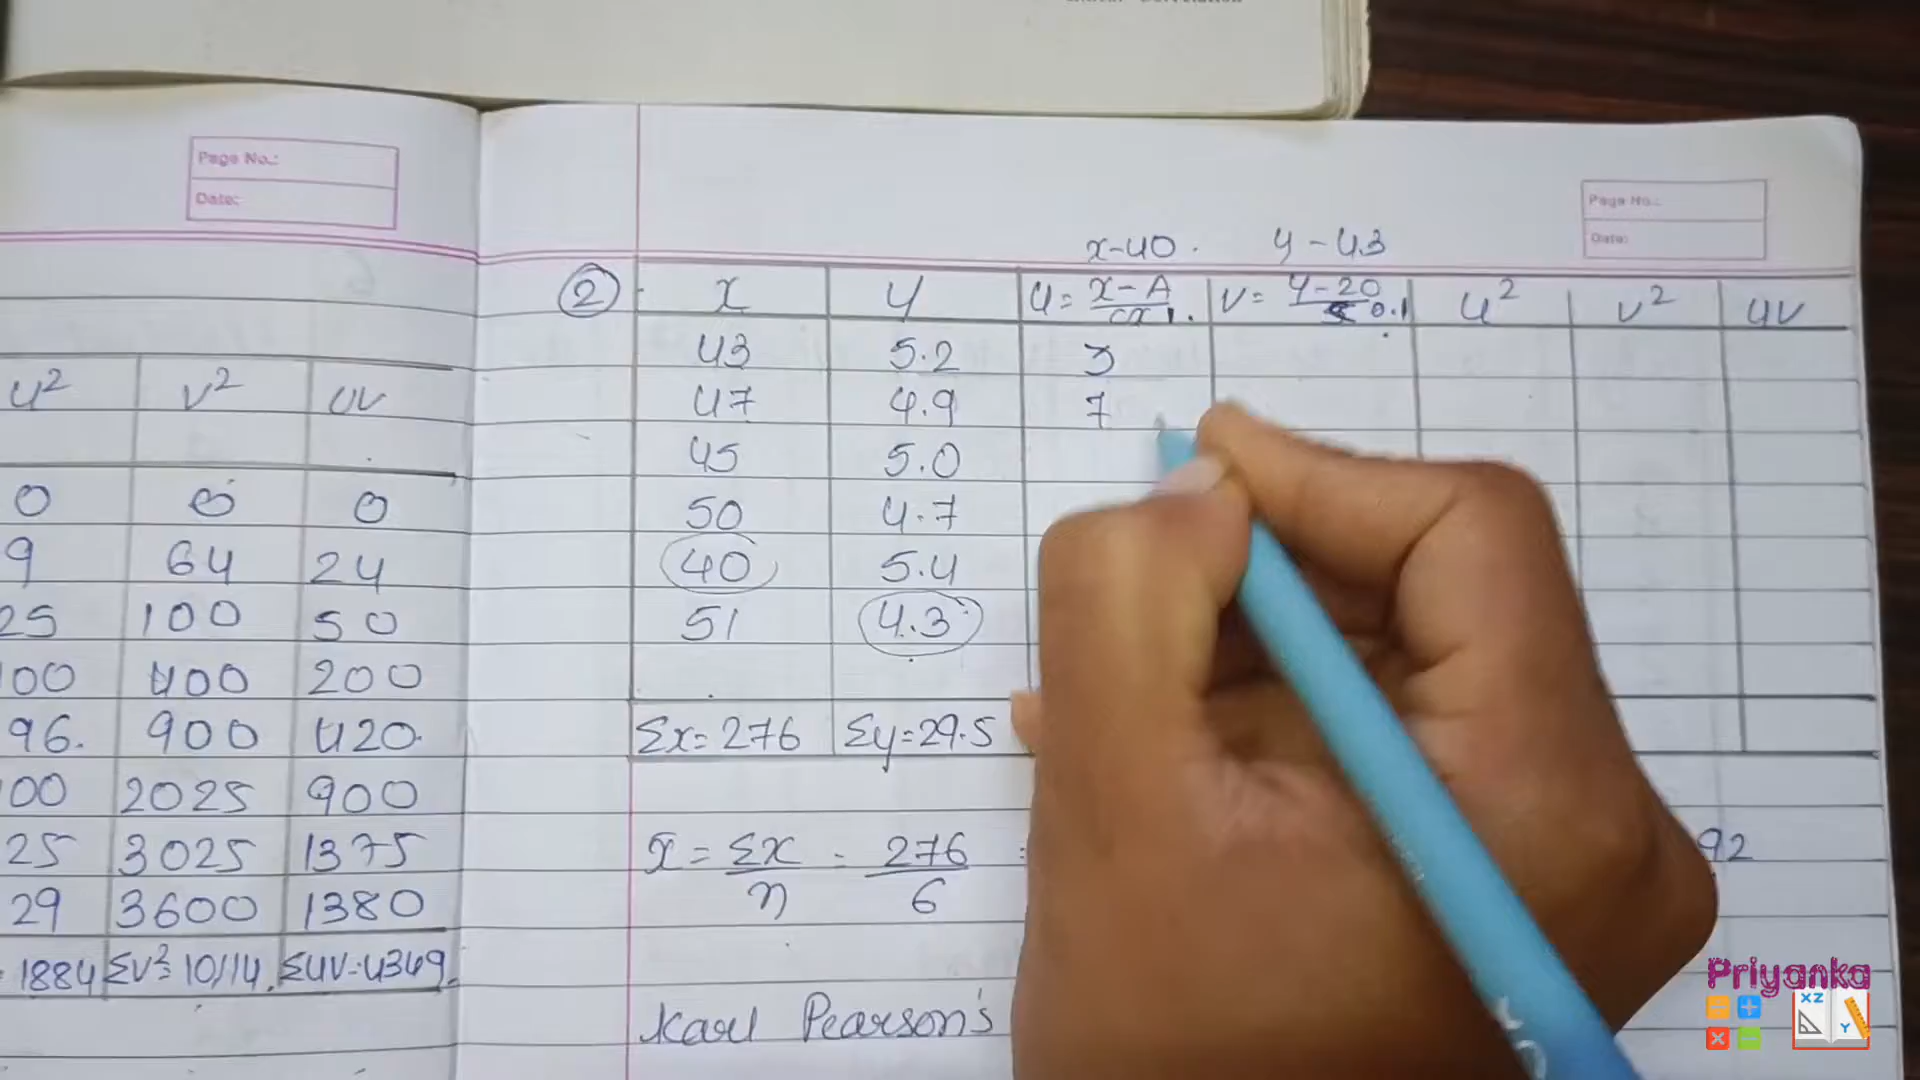 Page No.:
Date:
Page No.:
Date:
x-40. y-43
② x y u = x-A / cx 1. v = y-20 / 0.1 u² v² uv
43 5.2 3
47 4.9 7
45 5.0
50 4.7
40 5.4
51 4.3
Σx=276 Σy=29.5
x̄ = Σx / n = 276 / 6 =
92
Karl Pearson's
u² v² uv
0 0 0
9 64 24
25 100 50
00 400 200
96. 900 420.
00 2025 900
25 3025 1375
29 3600 1380
1884 Σv²=10114. Σuv=4349.
Priyanka
XZ
Y